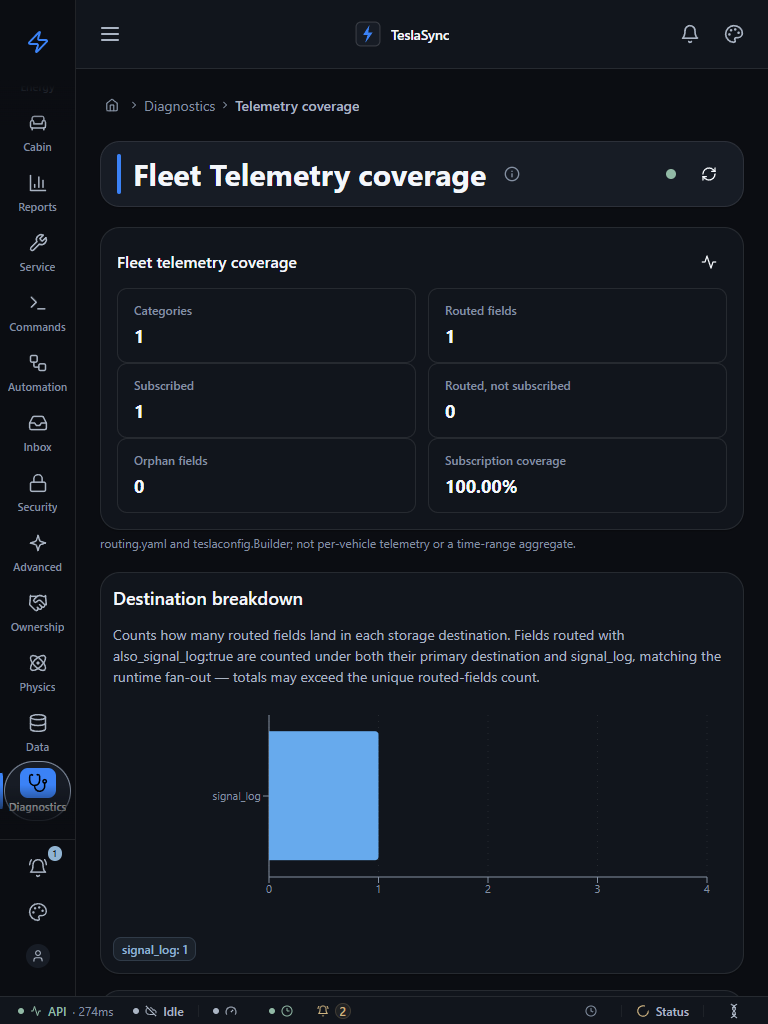 TeslaSync
Diagnostics
Telemetry coverage
Fleet Telemetry coverage
Fleet telemetry coverage
Categories
1
Routed fields
1
Subscribed
1
Routed, not subscribed
0
Orphan fields
0
Subscription coverage
100.00%
routing.yaml and teslaconfig.Builder; not per-vehicle telemetry or a time-range aggregate.
Destination breakdown
Counts how many routed fields land in each storage destination. Fields routed with
also_signal_log:true are counted under both their primary destination and signal_log, matching the
runtime fan-out — totals may exceed the unique routed-fields count.
signal_log
0 1 2 3 4
signal_log: 1
Energy
Cabin
Reports
Service
Commands
Automation
Inbox
Security
Advanced
Ownership
Physics
Data
Diagnostics
1
API · 274ms
Idle
2
Status